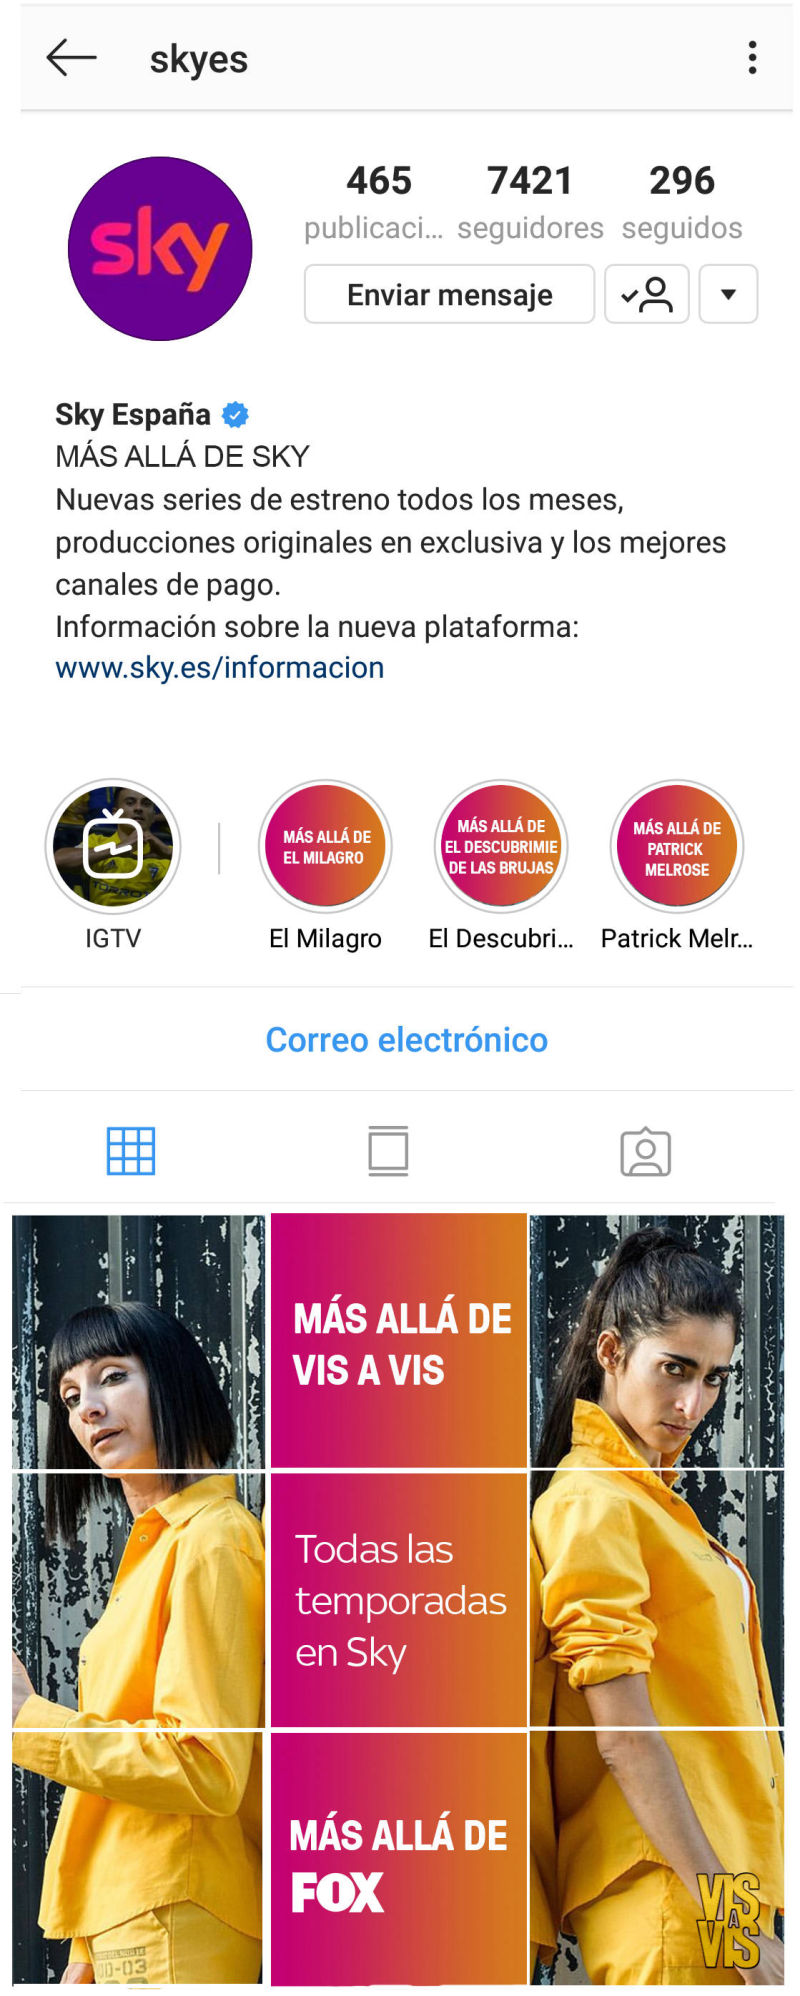 skyes
465 7421 296
publicaci... seguidores seguidos
sky
Enviar mensaje
Sky España
MÁS ALLÁ DE SKY
Nuevas series de estreno todos los meses,
producciones originales en exclusiva y los mejores
canales de pago.
Información sobre la nueva plataforma:
www.sky.es/informacion
MÁS ALLÁ DE
EL MILAGRO
MÁS ALLÁ DE
EL DESCUBRIMIE
DE LAS BRUJAS
MÁS ALLÁ DE
PATRICK
MELROSE
IGTV
El Milagro
El Descubri...
Patrick Melr...
Correo electrónico
MÁS ALLÁ DE
VIS A VIS
Todas las
temporadas
en Sky
MÁS ALLÁ DE
FOX
VIS
A
VIS